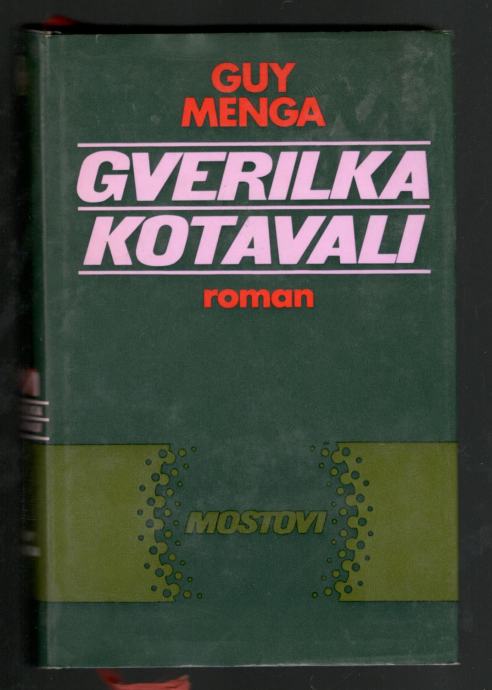 GUY
MENGA
GVERILKA
KOTAVALI
roman
MOSTOVI